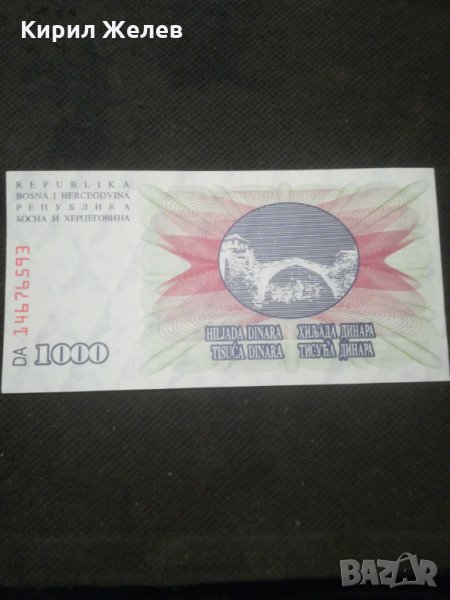 Кирил Желев
REPUBLIKA
BOSNA I HERCEGOVINA
РЕПУБЛИКА
БОСНА И ХЕРЦЕГОВИНА
DA 14676593
1000
HILJADA DINARA
TISUĆA DINARA
ХИЉАДА ДИНАРА
ТИСУЋА ДИНАРА
BAZAR